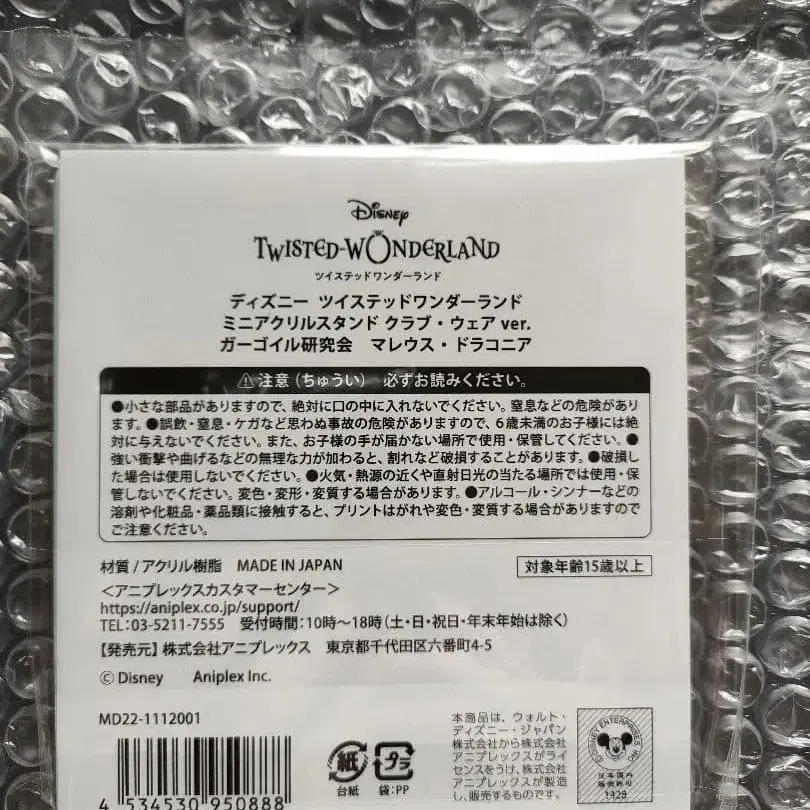 Disney
TWISTED-WONDERLAND
ツイステッドワンダーランド
ディズニー ツイステッドワンダーランド
ミニアクリルスタンド クラブ・ウェア ver.
ガーゴイル研究会 マレウス・ドラコニア
⚠注意（ちゅうい） 必ずお読みください。
●小さな部品がありますので、絶対に口の中に入れないでください。窒息などの危険があり
ます。●誤飲・窒息・ケガなど思わぬ事故の危険がありますので、6歳未満のお子様には絶
対に与えないでください。また、お子様の手が届かない場所で使用・保管してください。●
強い衝撃や曲げるなどの無理な力が加わると、割れなど破損することがあります。●破損し
た場合は使用しないでください。●火気・熱源の近くや直射日光の当たる場所では使用・保
管しないでください。変色・変形・変質する場合があります。●アルコール・シンナーなどの
溶剤や化粧品・薬品類に接触すると、プリントはがれや変色・変質する場合がありますので
ご注意ください。
材質/アクリル樹脂 MADE IN JAPAN
対象年齢15歳以上
＜アニプレックスカスタマーセンター＞
https://aniplex.co.jp/support/
TEL:03-5211-7555 受付時間:10時～18時(土・日・祝日・年末年始は除く)
【発売元】株式会社アニプレックス 東京都千代田区六番町4-5
© Disney Aniplex Inc.
MD22-1112001
4 534530 950888
紙
台紙
プラ
袋:PP
本商品は、ウォルト・
ディズニー・ジャパン
株式会社から株式会社
アニプレックスがライ
センスをうけ、株式会社
アニプレックスが製造
し、販売するものです。
DISNEY ENTERPRISES INC.
日本国内
販売許可
1428